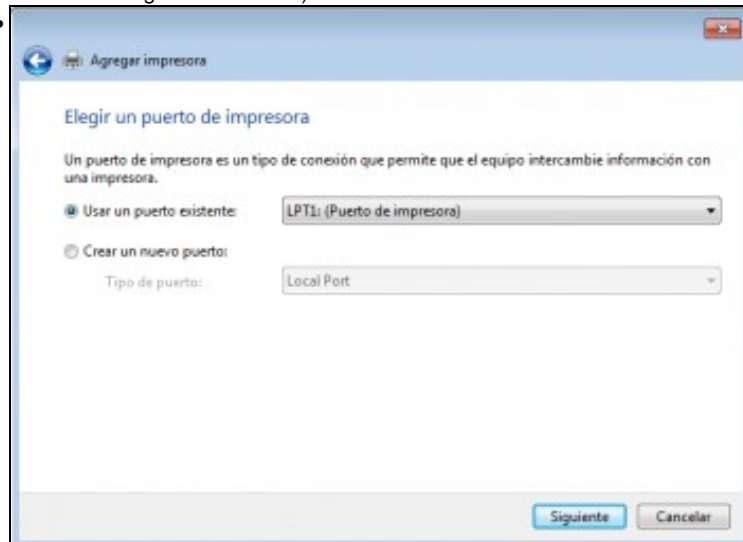 Agregar impresora
Elegir un puerto de impresora
Un puerto de impresora es un tipo de conexión que permite que el equipo intercambie información con
una impresora.
Usar un puerto existente: LPT1: (Puerto de impresora)
Crear un nuevo puerto:
Tipo de puerto: Local Port
Siguiente Cancelar